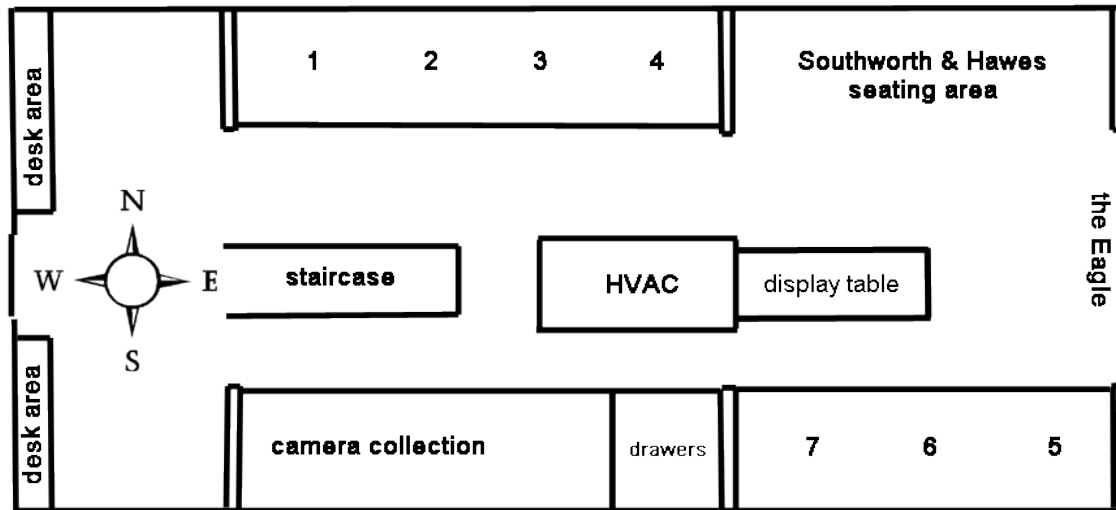 1 2 3 4
Southworth & Hawes
seating area
desk area
the Eagle
N
W E
S
staircase
HVAC
display table
desk area
camera collection
drawers
7 6 5